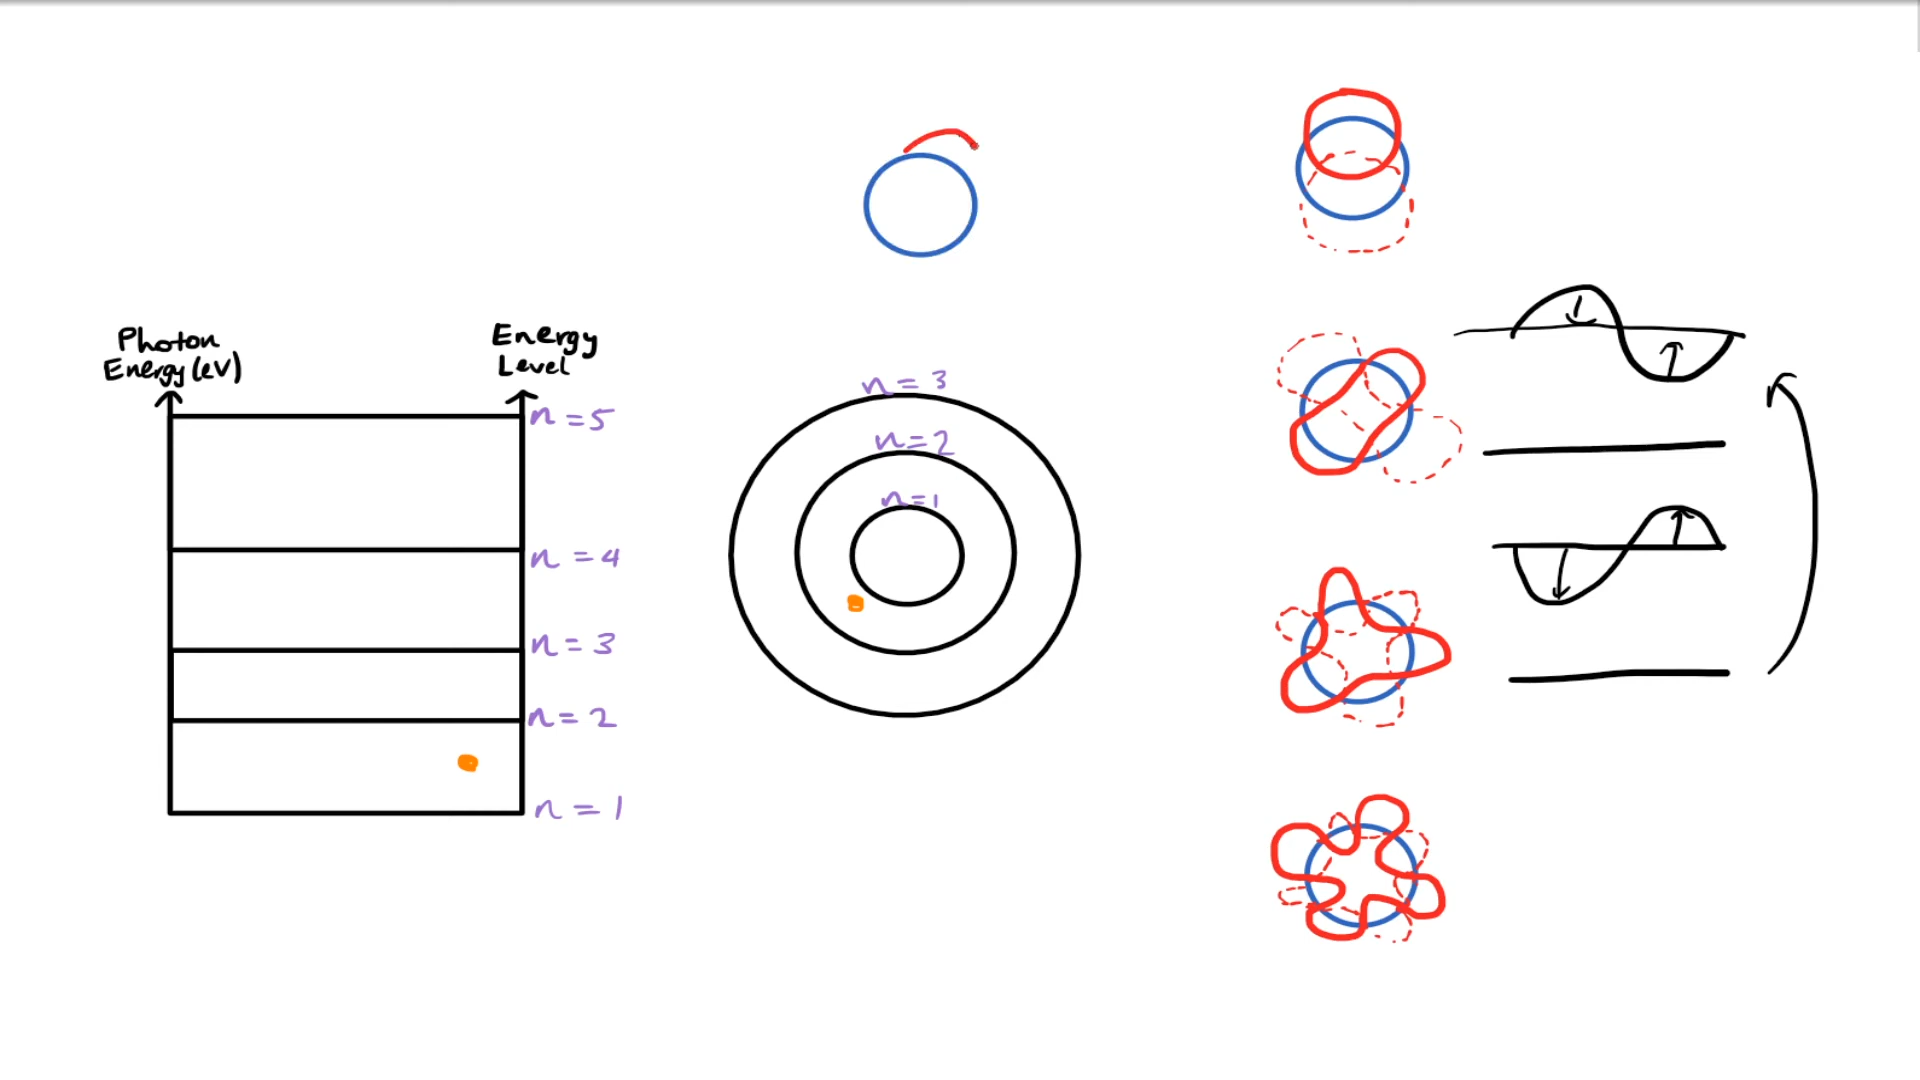 Photon
Energy (eV)
Energy
Level
n = 5
n = 4
n = 3
n = 2
n = 1
n = 3
n = 2
n = 1